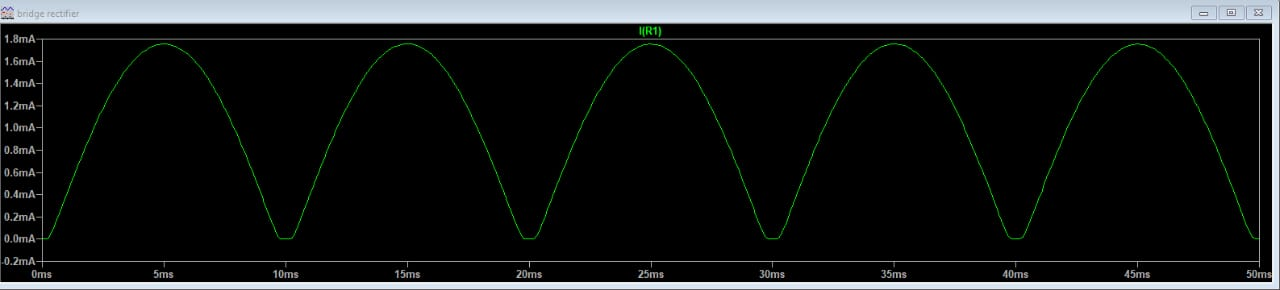 bridge rectifier
I(R1)
1.8mA
1.6mA
1.4mA
1.2mA
1.0mA
0.8mA
0.6mA
0.4mA
0.2mA
0.0mA
-0.2mA
0ms 5ms 10ms 15ms 20ms 25ms 30ms 35ms 40ms 45ms 50ms